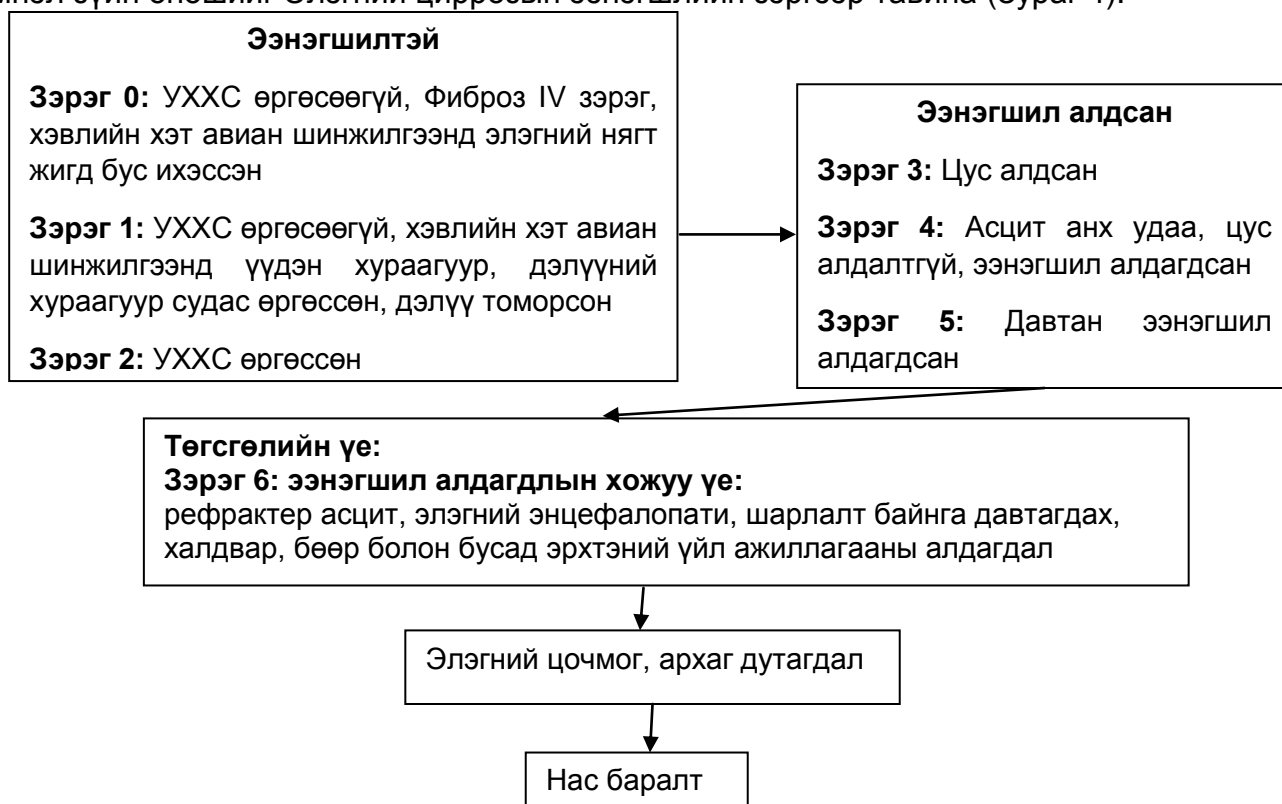 Ээнэгшилтэй
Зэрэг 0: УХХС өргөсөөгүй, Фиброз IV зэрэг,
хэвлийн хэт авиан шинжилгээнд элэгний нягт
жигд бус ихэссэн
Зэрэг 1: УХХС өргөсөөгүй, хэвлийн хэт авиан
шинжилгээнд үүдэн хураагуур, дэлүүний
хураагуур судас өргөссөн, дэлүү томорсон
Зэрэг 2: УХХС өргөссөн
Ээнэгшил алдсан
Зэрэг 3: Цус алдсан
Зэрэг 4: Асцит анх удаа, цус
алдалтгүй, ээнэгшил алдагдсан
Зэрэг 5: Давтан ээнэгшил
алдагдсан
Төгсгөлийн үе:
Зэрэг 6: ээнэгшил алдагдлын хожуу үе:
рефрактер асцит, элэгний энцефалопати, шарлалт байнга давтагдах,
халдвар, бөөр болон бусад эрхтэний үйл ажиллагааны алдагдал
Элэгний цочмог, архаг дутагдал
Нас баралт